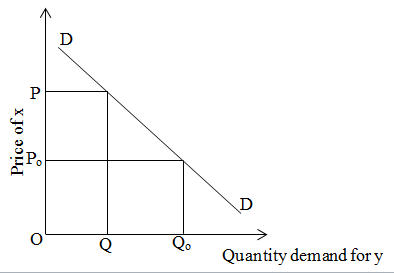 D
P
Price of x
P₀
D
O
Q
Q₀
Quantity demand for y